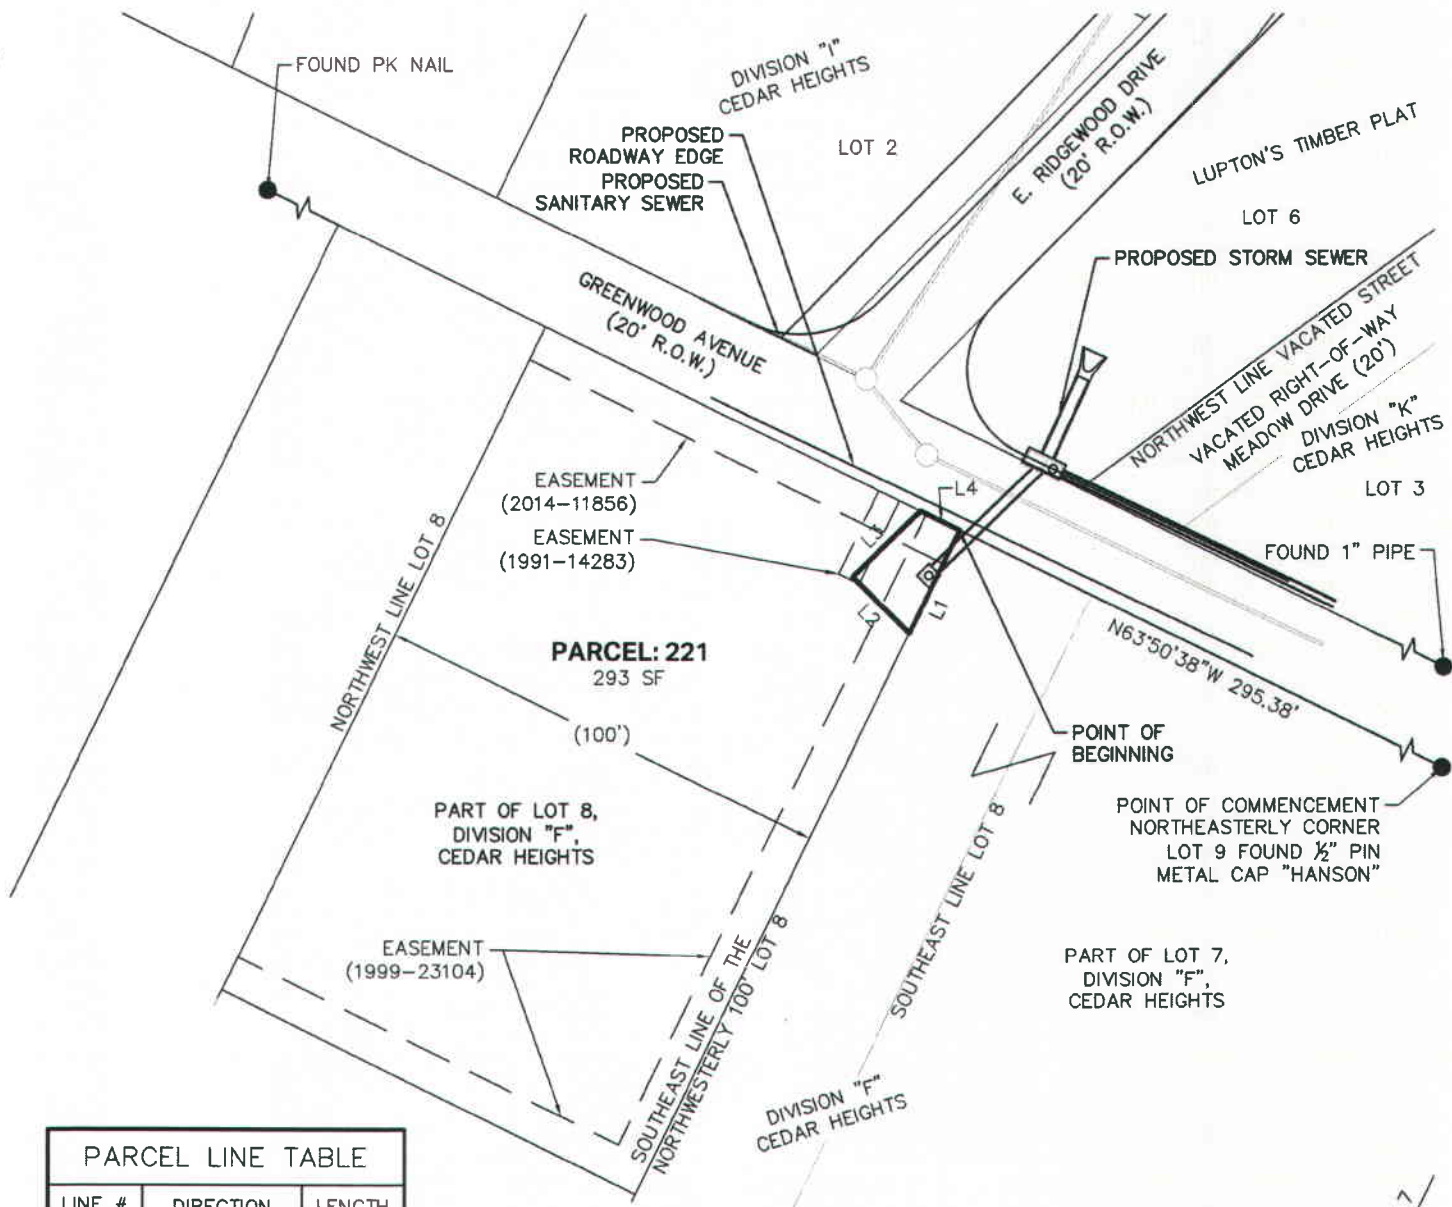 FOUND PK NAIL
DIVISION "I"
CEDAR HEIGHTS
LOT 2
PROPOSED
ROADWAY EDGE
PROPOSED
SANITARY SEWER
E. RIDGEWOOD DRIVE
(20' R.O.W.)
LUPTON'S TIMBER PLAT
LOT 6
PROPOSED STORM SEWER
GREENWOOD AVENUE
(20' R.O.W.)
NORTHWEST LINE VACATED STREET
VACATED RIGHT-OF-WAY
MEADOW DRIVE (20')
DIVISION "K"
CEDAR HEIGHTS
LOT 3
EASEMENT
(2014-11856)
EASEMENT
(1991-14283)
L4
L3
L2
L1
FOUND 1" PIPE
NORTHWEST LINE LOT 8
PARCEL: 221
293 SF
(100')
N63°50'38"W 295.38'
POINT OF
BEGINNING
POINT OF COMMENCEMENT
NORTHEASTERLY CORNER
LOT 9 FOUND ½" PIN
METAL CAP "HANSON"
PART OF LOT 8,
DIVISION "F",
CEDAR HEIGHTS
SOUTHEAST LINE LOT 8
EASEMENT
(1999-23104)
SOUTHEAST LINE OF THE
NORTHWESTERLY 100' LOT 8
PART OF LOT 7,
DIVISION "F",
CEDAR HEIGHTS
DIVISION "F"
CEDAR HEIGHTS
PARCEL LINE TABLE
LINE # DIRECTION LENGTH
7